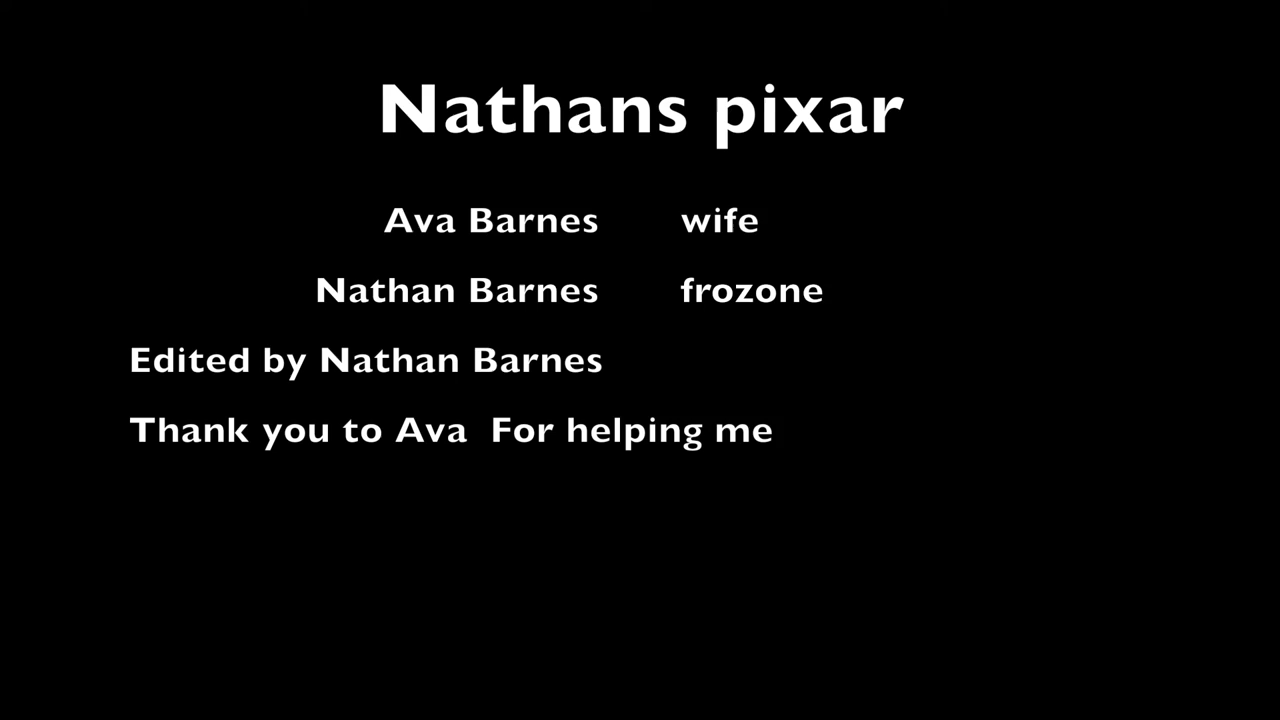 Nathans pixar
Ava Barnes wife
Nathan Barnes frozone
Edited by Nathan Barnes
Thank you to Ava  For helping me